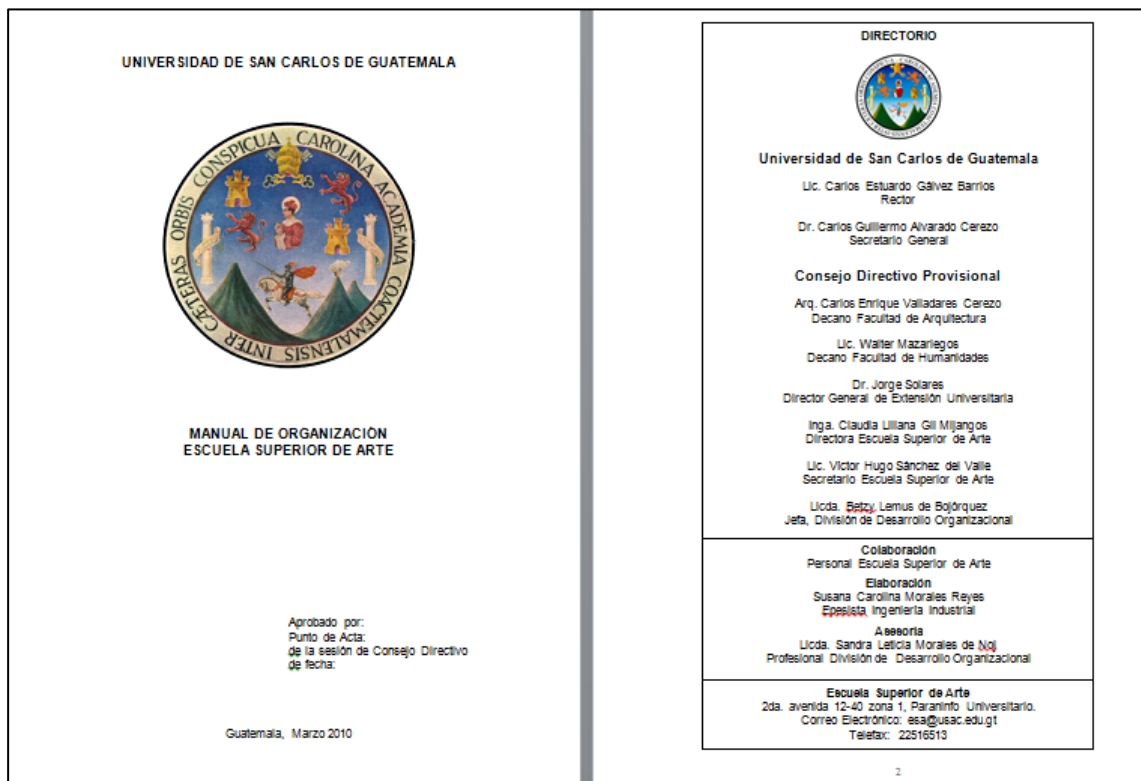 UNIVERSIDAD DE SAN CARLOS DE GUATEMALA
CAROLINA ACADEMIA COACTEMALENSIS INTER CÆTERAS ORBIS CONSPICUA
MANUAL DE ORGANIZACIÓN
ESCUELA SUPERIOR DE ARTE
Aprobado por:
Punto de Acta:
de la sesión de Consejo Directivo
de fecha:
Guatemala, Marzo 2010
DIRECTORIO
Universidad de San Carlos de Guatemala
Lic. Carlos Estuardo Gálvez Barrios
Rector
Dr. Carlos Guillermo Alvarado Cerezo
Secretario General
Consejo Directivo Provisional
Arq. Carlos Enrique Valladares Cerezo
Decano Facultad de Arquitectura
Lic. Walter Mazariegos
Decano Facultad de Humanidades
Dr. Jorge Solares
Director General de Extensión Universitaria
Inga. Claudia Liliana Gil Mijangos
Directora Escuela Superior de Arte
Lic. Víctor Hugo Sánchez del Valle
Secretario Escuela Superior de Arte
Licda. Betzy Lemus de Bojórquez
Jefa, División de Desarrollo Organizacional
Colaboración
Personal Escuela Superior de Arte
Elaboración
Susana Carolina Morales Reyes
Epesista Ingeniería Industrial
Asesoría
Licda. Sandra Leticia Morales de Noj
Profesional División de Desarrollo Organizacional
Escuela Superior de Arte
2da. avenida 12-40 zona 1, Paraninfo Universitario.
Correo Electrónico: esa@usac.edu.gt
Telefax: 22516513
2